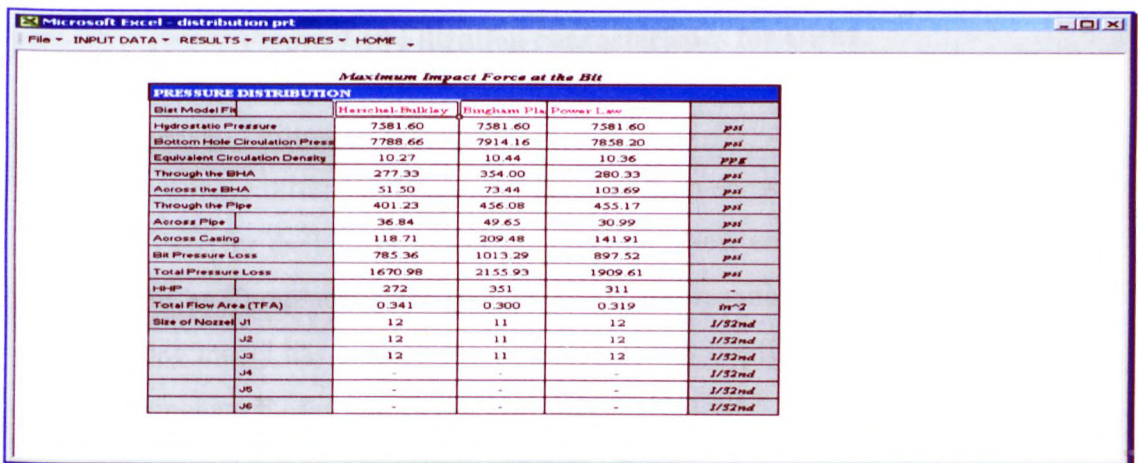 Microsoft Excel - distribution prt
File INPUT DATA RESULTS FEATURES HOME
Maximum Impact Force at the Bit
PRESSURE DISTRIBUTION
Bist Model Fit Herschel-Bulkley Bingham Pla Power Law
Hydrostatic Pressure 7581.60 7581.60 7581.60 psi
Bottom Hole Circulation Press 7788.66 7914.16 7858.20 psi
Equivalent Circulation Density 10.27 10.44 10.36 ppg
Through the BHA 277.33 354.00 280.33 psi
Across the BHA 51.50 73.44 103.69 psi
Through the Pipe 401.23 456.08 455.17 psi
Across Pipe 36.84 49.65 30.99 psi
Across Casing 118.71 209.48 141.91 psi
Bit Pressure Loss 785.36 1013.29 897.52 psi
Total Pressure Loss 1670.98 2155.93 1909.61 psi
HHP 272 351 311 -
Total Flow Area (TFA) 0.341 0.300 0.319 in^2
Size of Nozzel J1 12 11 12 1/32nd
J2 12 11 12 1/32nd
J3 12 11 12 1/32nd
J4 - - - 1/32nd
J5 - - - 1/32nd
J6 - - - 1/32nd